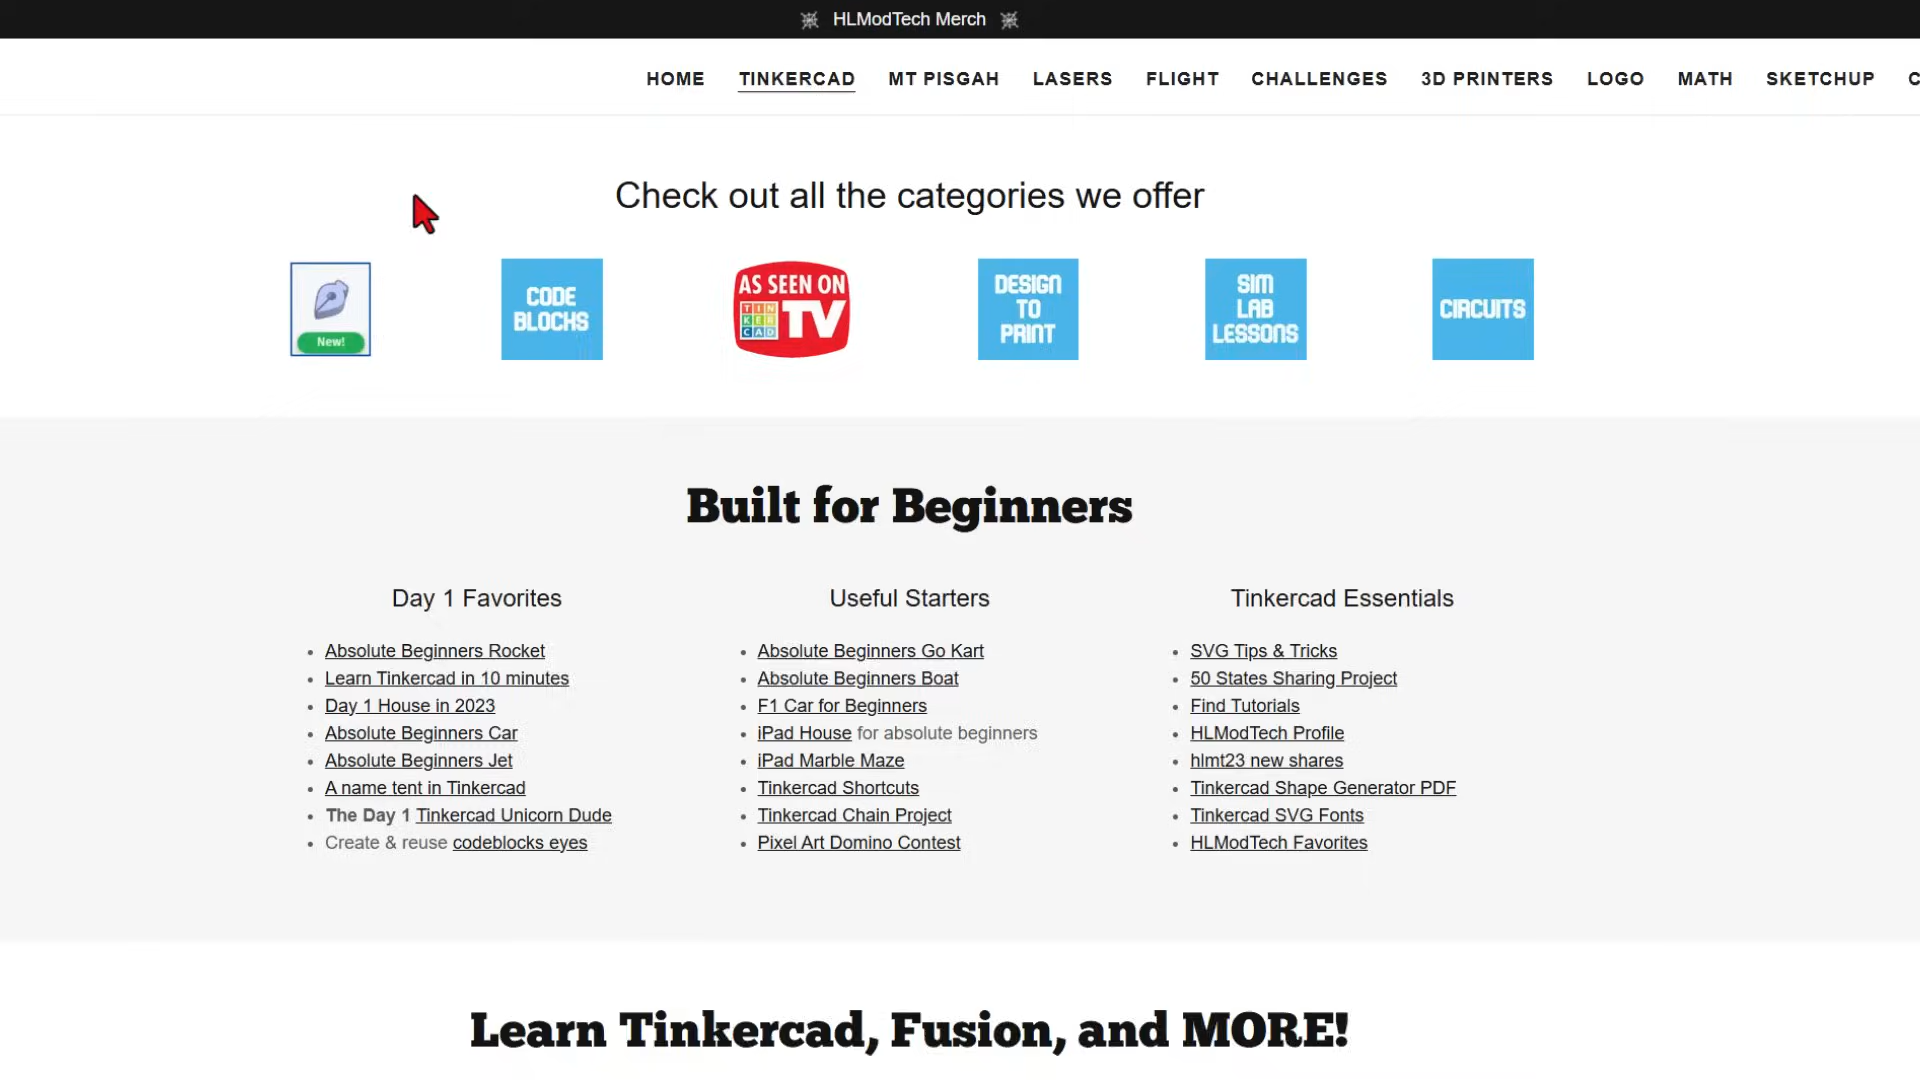 HLModTech Merch
HOME TINKERCAD MT PISGAH LASERS FLIGHT CHALLENGES 3D PRINTERS LOGO MATH SKETCHUP C
Check out all the categories we offer
New!
CODE
BLOCKS
AS SEEN ON
TIN
KER
CAD
TV
DESIGN
TO
PRINT
SIM
LAB
LESSONS
CIRCUITS
Built for Beginners
Day 1 Favorites
Absolute Beginners Rocket
Learn Tinkercad in 10 minutes
Day 1 House in 2023
Absolute Beginners Car
Absolute Beginners Jet
A name tent in Tinkercad
The Day 1 Tinkercad Unicorn Dude
Create & reuse codeblocks eyes
Useful Starters
Absolute Beginners Go Kart
Absolute Beginners Boat
F1 Car for Beginners
iPad House for absolute beginners
iPad Marble Maze
Tinkercad Shortcuts
Tinkercad Chain Project
Pixel Art Domino Contest
Tinkercad Essentials
SVG Tips & Tricks
50 States Sharing Project
Find Tutorials
HLModTech Profile
hlmt23 new shares
Tinkercad Shape Generator PDF
Tinkercad SVG Fonts
HLModTech Favorites
Learn Tinkercad, Fusion, and MORE!